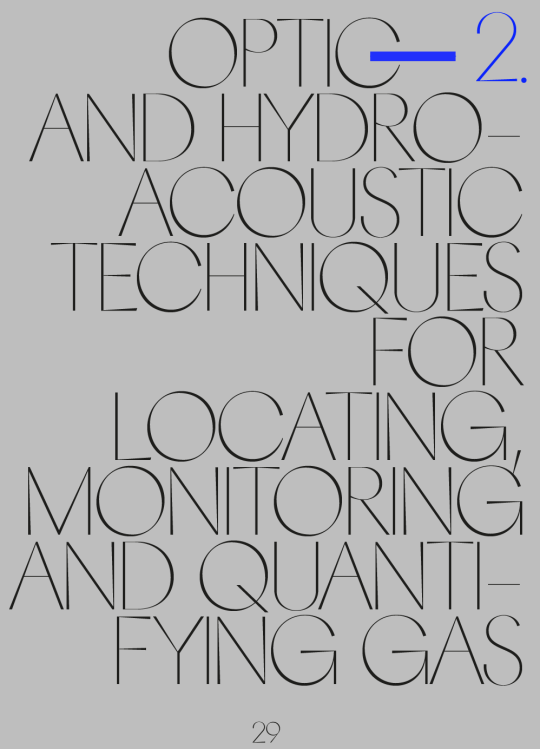 OPTIC— 2.
AND HYDRO–
ACOUSTIC
TECHNIQUES
FOR
LOCATING,
MONITORING
AND QUANTI–
FYING GAS
29